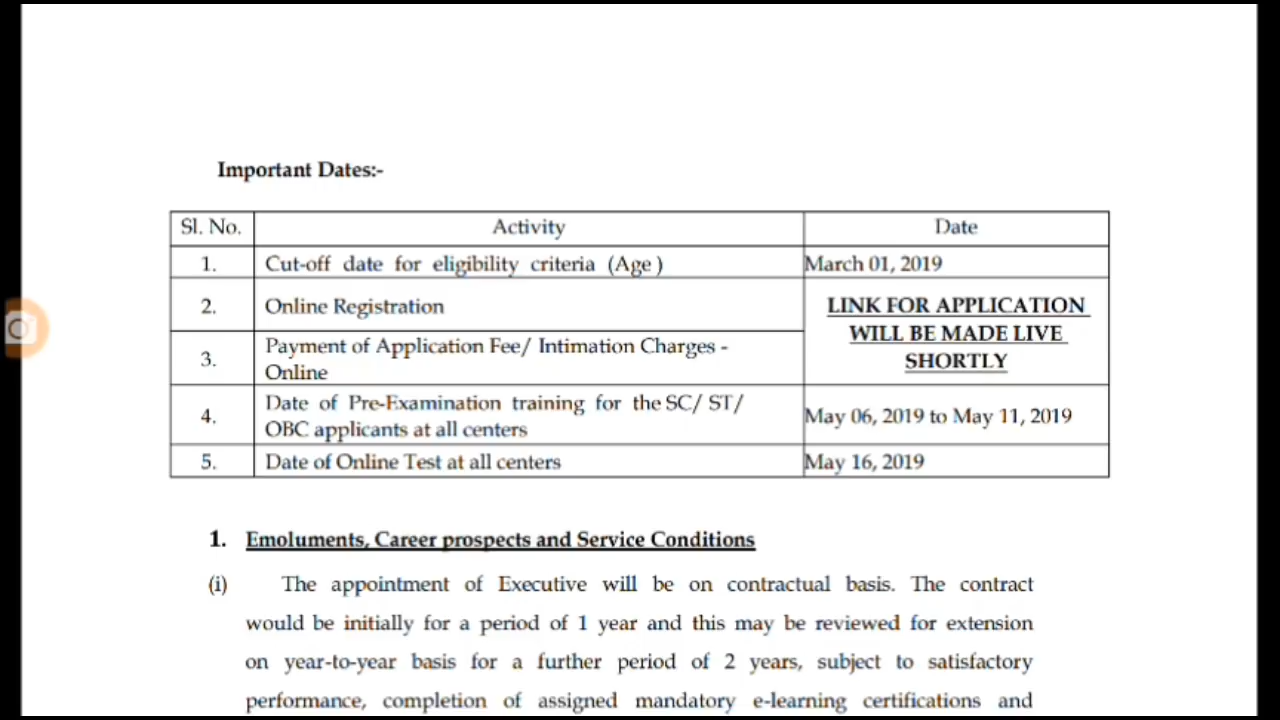 Important Dates:-
Sl. No. Activity Date
1. Cut-off date for eligibility criteria (Age ) March 01, 2019
2. Online Registration
LINK FOR APPLICATION
WILL BE MADE LIVE
SHORTLY
3. Payment of Application Fee/ Intimation Charges -
Online
4. Date of Pre-Examination training for the SC/ ST/
OBC applicants at all centers
May 06, 2019 to May 11, 2019
5. Date of Online Test at all centers May 16, 2019
1. Emoluments, Career prospects and Service Conditions
(i) The appointment of Executive will be on contractual basis. The contract
would be initially for a period of 1 year and this may be reviewed for extension
on year-to-year basis for a further period of 2 years, subject to satisfactory
performance, completion of assigned mandatory e-learning certifications and